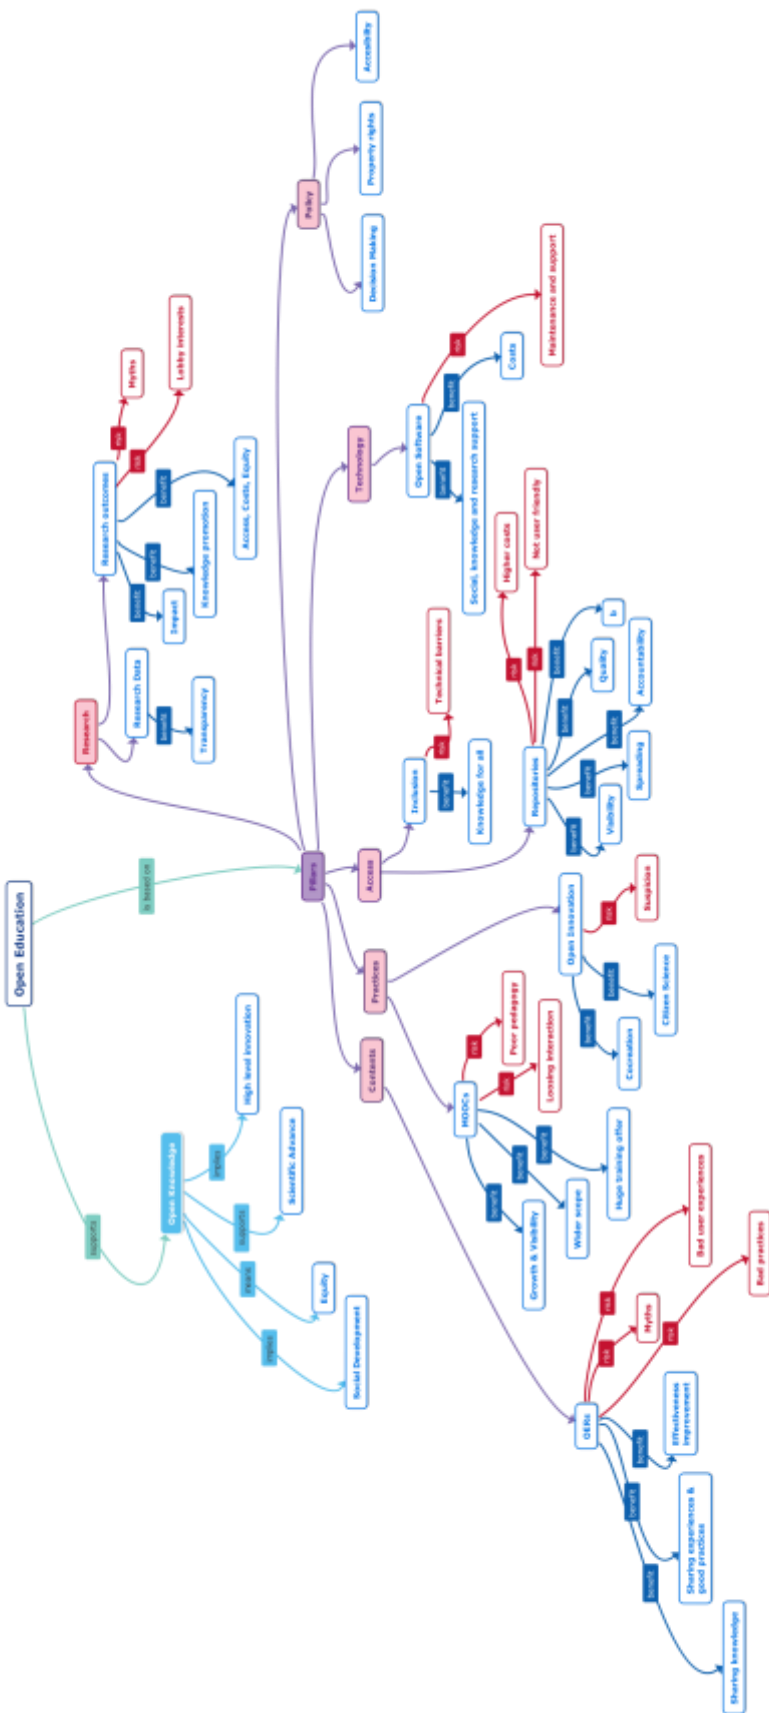 Open Education
supports
is based on
Open Knowledge
implies
means
supports
implies
Social Development
Equity
Scientific Advance
High level innovation
Pillars
Contents
Practices
Access
Technology
Policy
Research
Research Data
benefit
Transparency
Research outcomes
benefit
benefit
benefit
risk
risk
Impact
Knowledge promotion
Access, Costs, Equity
Lobby interests
Myths
Decision Making
Property rights
Accesibility
Open Software
benefit
benefit
risk
Social, knowledge and research support
Costs
Maintenance and support
Inclusion
benefit
risk
Knowledge for all
Technical barriers
Repositories
benefit
benefit
benefit
benefit
benefit
risk
risk
Visibility
Spreading
Accountability
Quality
b
Higher costs
Not user friendly
Open Innovation
benefit
benefit
risk
Cocreation
Citizen Science
Suspicion
MOOCs
benefit
benefit
benefit
risk
risk
Growth & Visibility
Wider scope
Huge training offer
Loosing interaction
Poor pedagogy
OERs
benefit
benefit
benefit
risk
risk
risk
Sharing knowledge
Sharing experiences &
good practices
Effectiveness
improvement
Bad practices
Myths
Bad user experiences